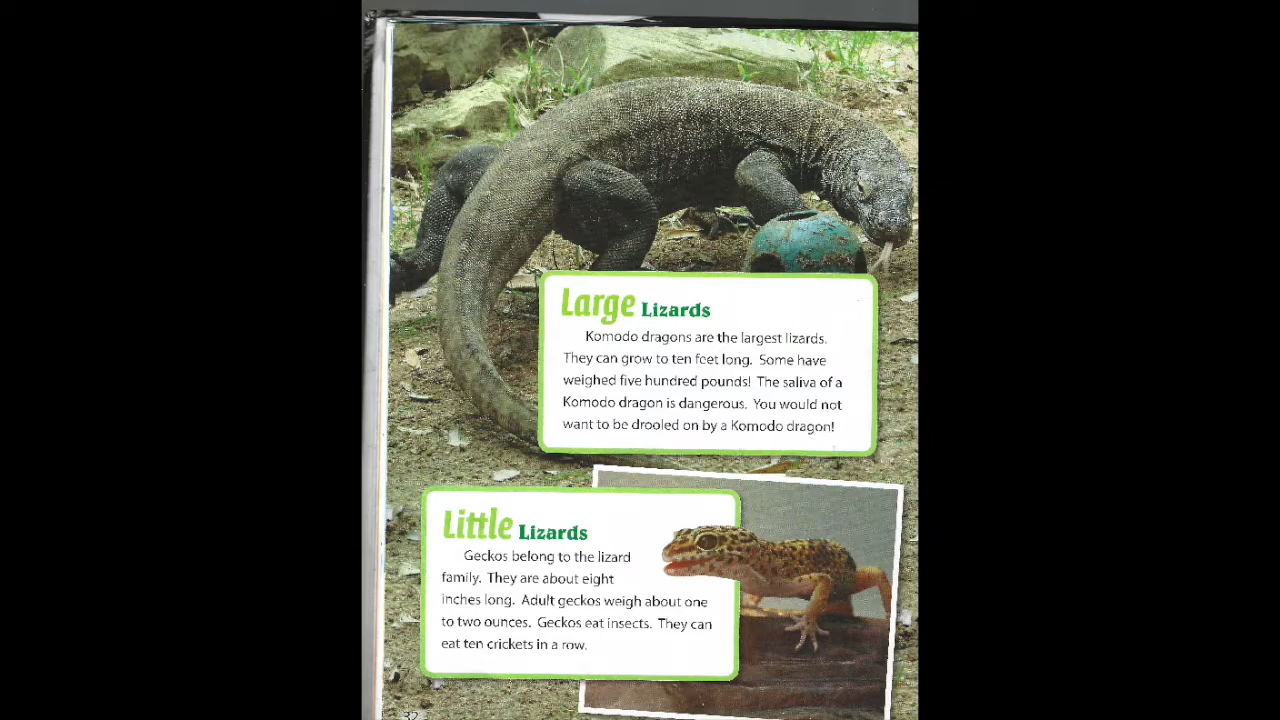 Large Lizards
Komodo dragons are the largest lizards.
They can grow to ten feet long. Some have
weighed five hundred pounds! The saliva of a
Komodo dragon is dangerous. You would not
want to be drooled on by a Komodo dragon!
Little Lizards
Geckos belong to the lizard
family. They are about eight
inches long. Adult geckos weigh about one
to two ounces. Geckos eat insects. They can
eat ten crickets in a row.
32